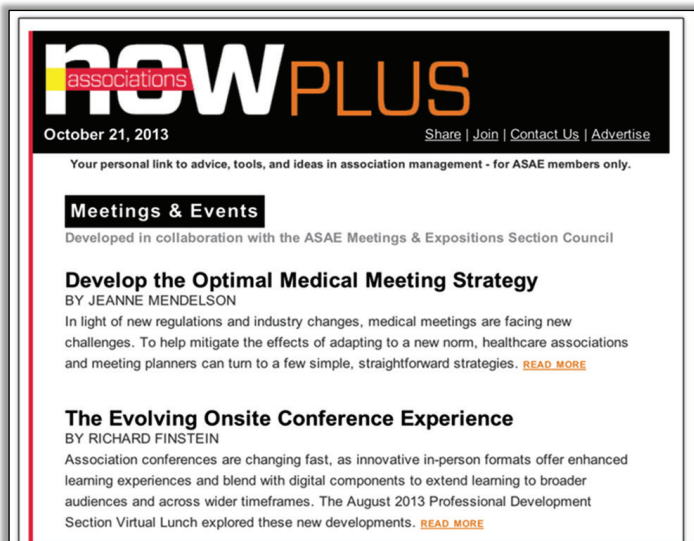 now PLUS
associations
October 21, 2013 Share | Join | Contact Us | Advertise
Your personal link to advice, tools, and ideas in association management - for ASAE members only.
Meetings & Events
Developed in collaboration with the ASAE Meetings & Expositions Section Council
Develop the Optimal Medical Meeting Strategy
BY JEANNE MENDELSON
In light of new regulations and industry changes, medical meetings are facing new
challenges. To help mitigate the effects of adapting to a new norm, healthcare associations
and meeting planners can turn to a few simple, straightforward strategies. READ MORE
The Evolving Onsite Conference Experience
BY RICHARD FINSTEIN
Association conferences are changing fast, as innovative in-person formats offer enhanced
learning experiences and blend with digital components to extend learning to broader
audiences and across wider timeframes. The August 2013 Professional Development
Section Virtual Lunch explored these new developments. READ MORE